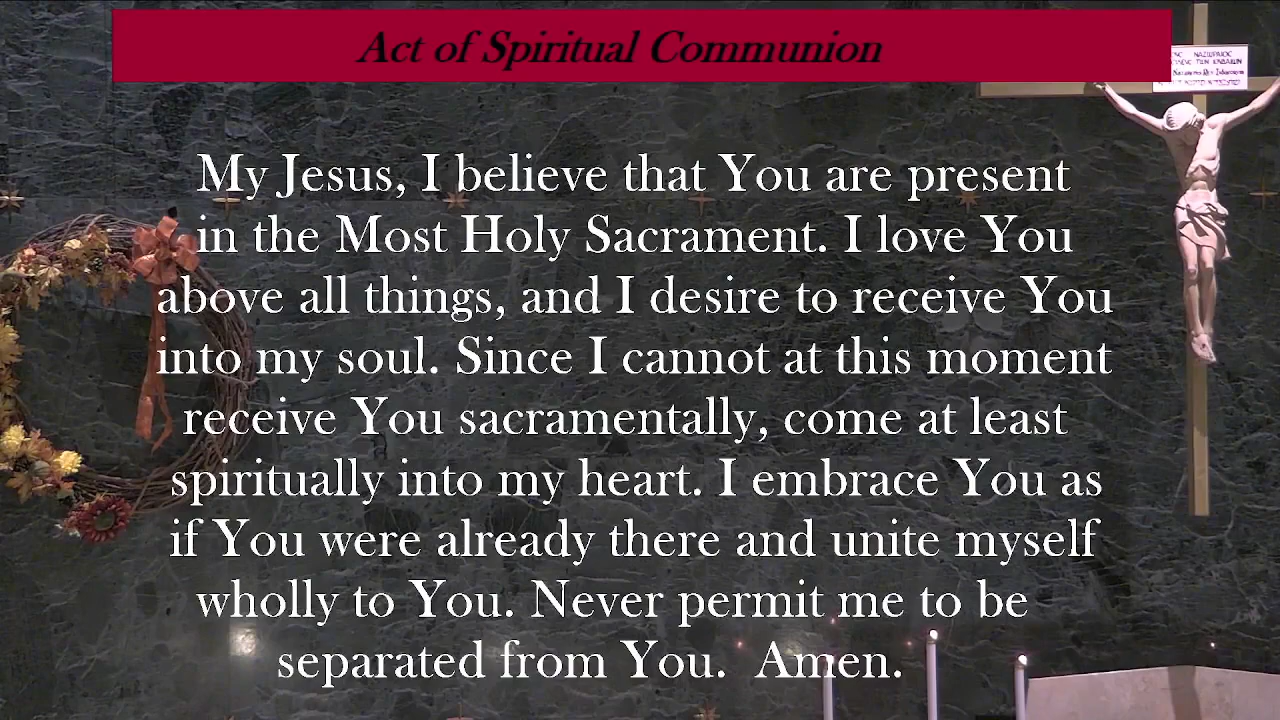 Act of Spiritual Communion
My Jesus, I believe that You are present
in the Most Holy Sacrament. I love You
above all things, and I desire to receive You
into my soul. Since I cannot at this moment
receive You sacramentally, come at least
spiritually into my heart. I embrace You as
if You were already there and unite myself
wholly to You. Never permit me to be
separated from You. Amen.